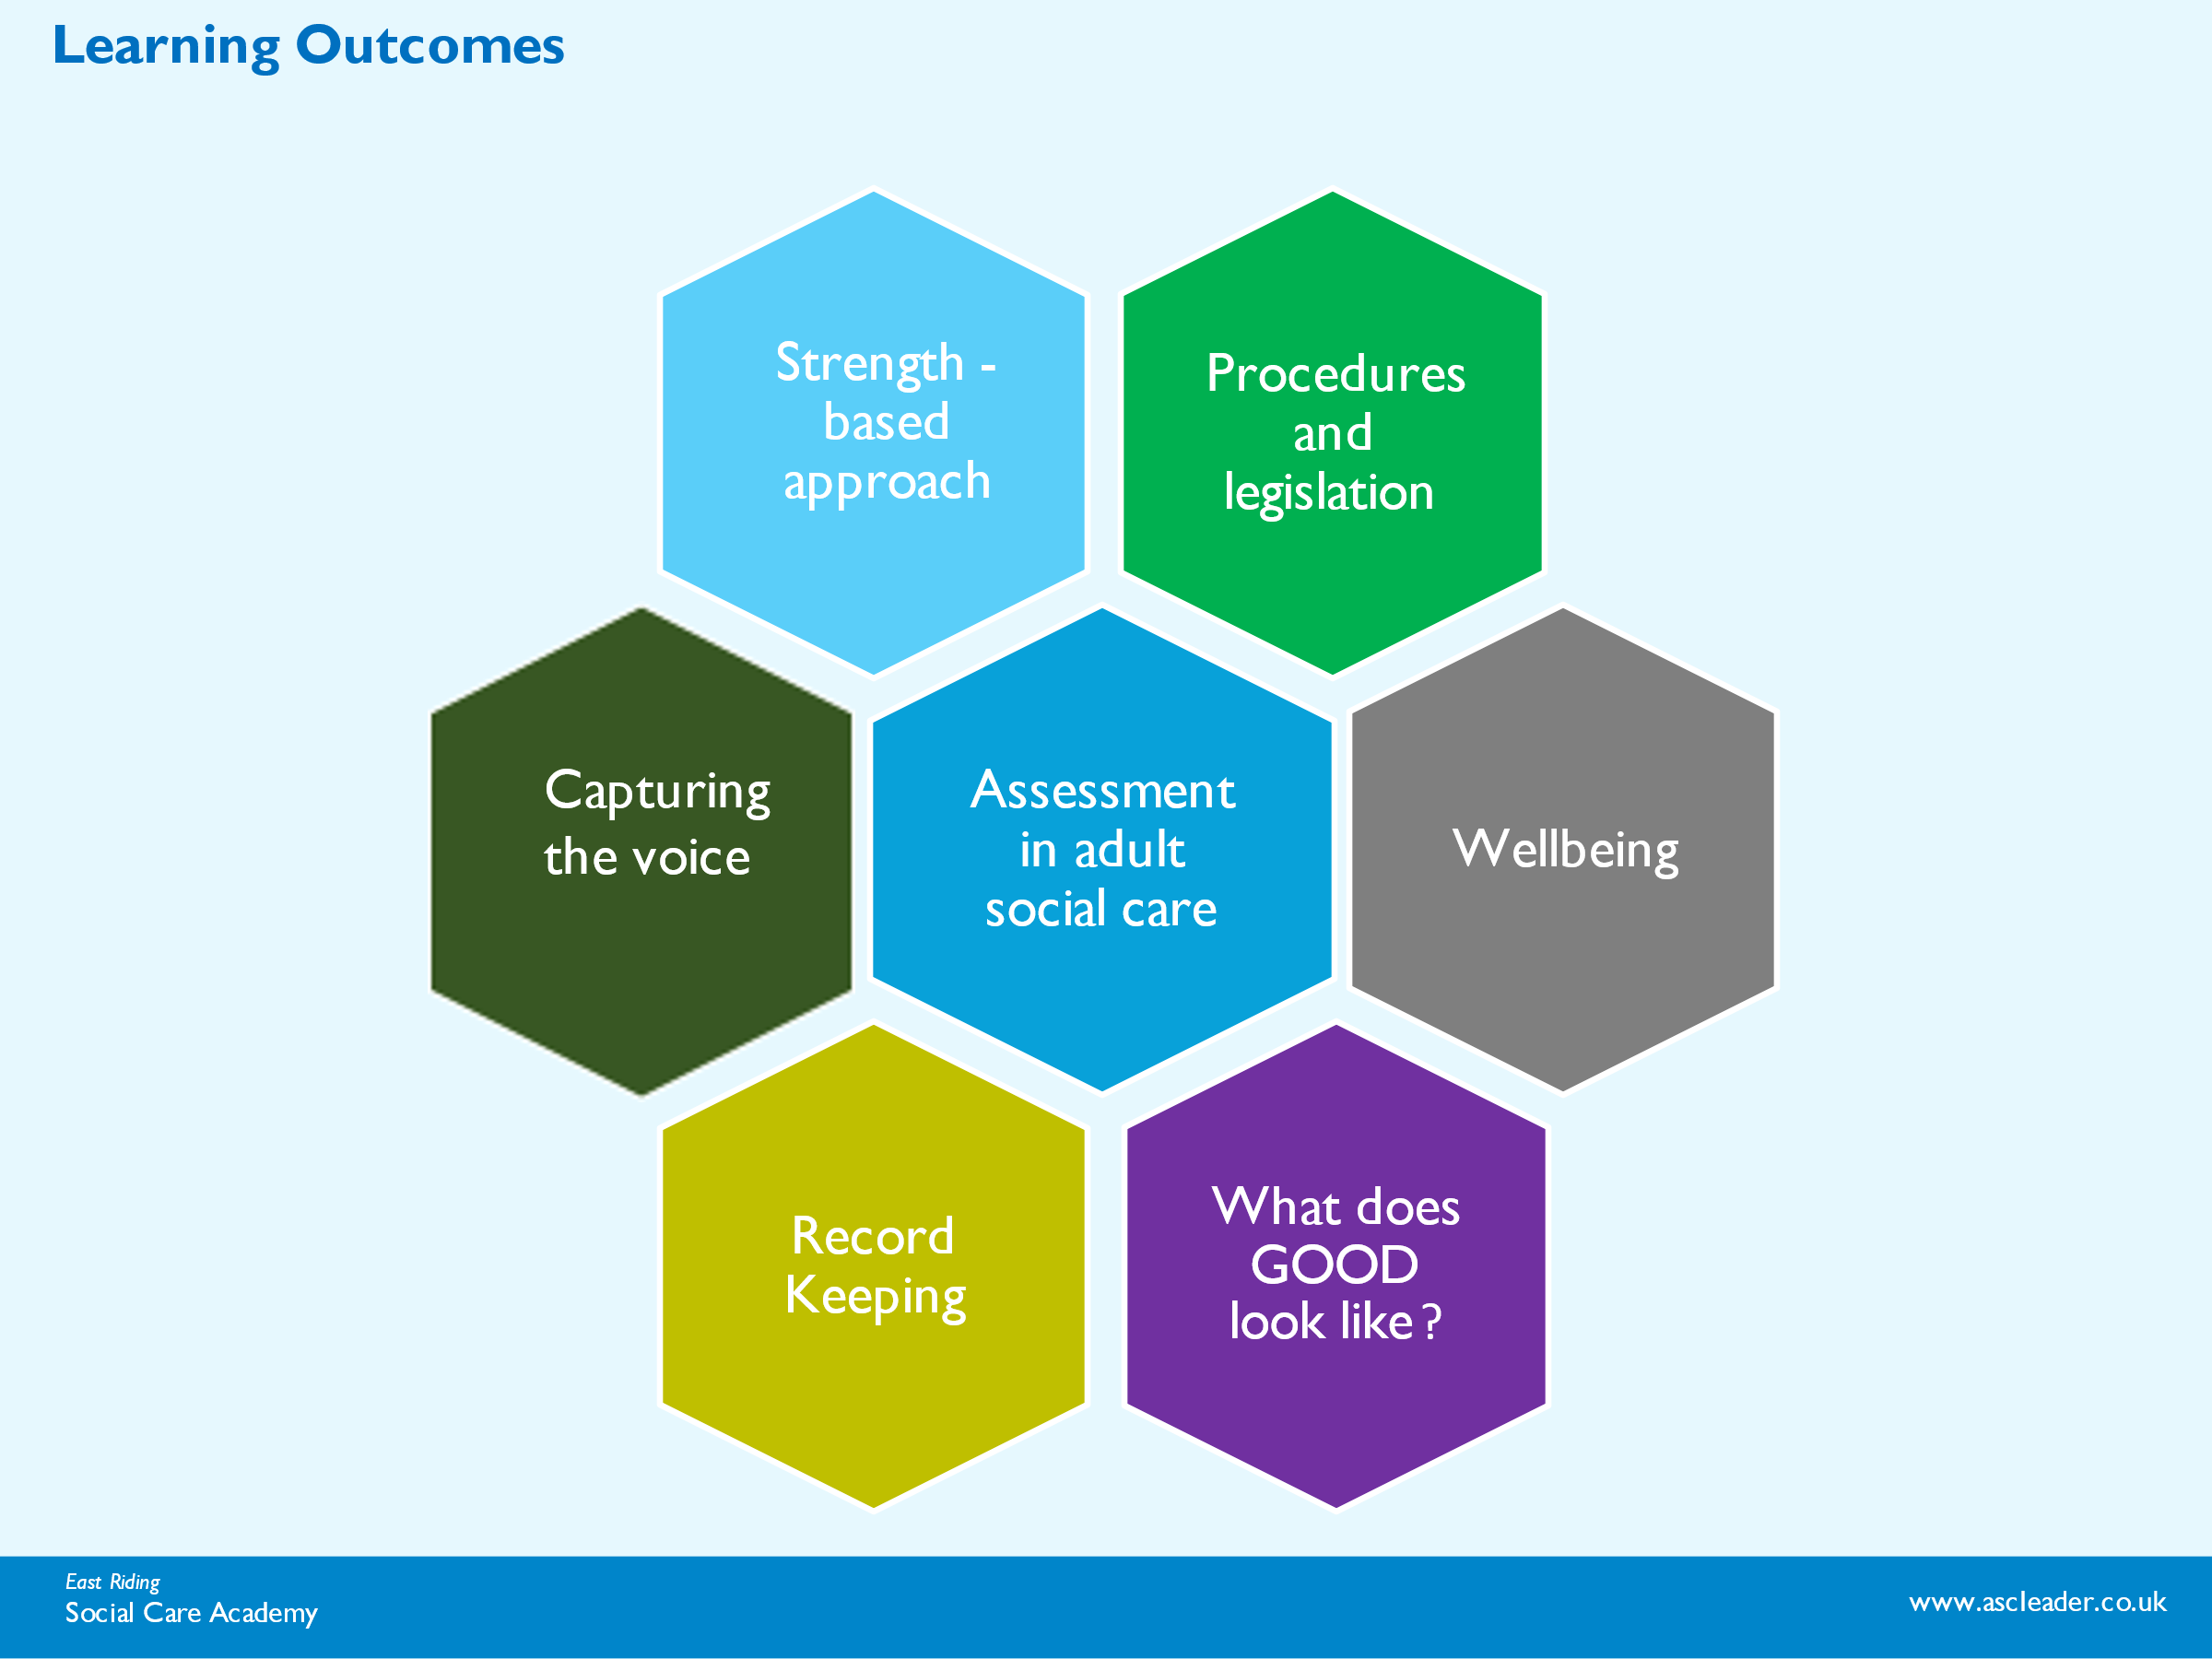 Learning Outcomes
Strength -
based
approach
Procedures
and
legislation
Capturing
the voice
Assessment
in adult
social care
Wellbeing
Record
Keeping
What does
GOOD
look like?
East Riding
Social Care Academy
www.ascleader.co.uk